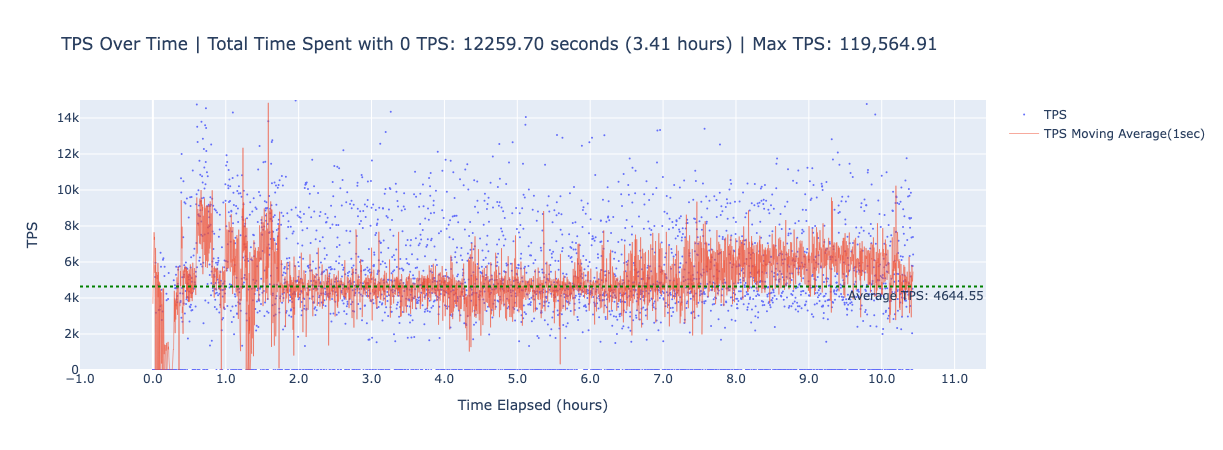 TPS Over Time | Total Time Spent with 0 TPS: 12259.70 seconds (3.41 hours) | Max TPS: 119,564.91
TPS
TPS Moving Average(1sec)
14k
12k
10k
8k
6k
4k
2k
0
TPS
Average TPS: 4644.55
−1.0 0.0 1.0 2.0 3.0 4.0 5.0 6.0 7.0 8.0 9.0 10.0 11.0
Time Elapsed (hours)